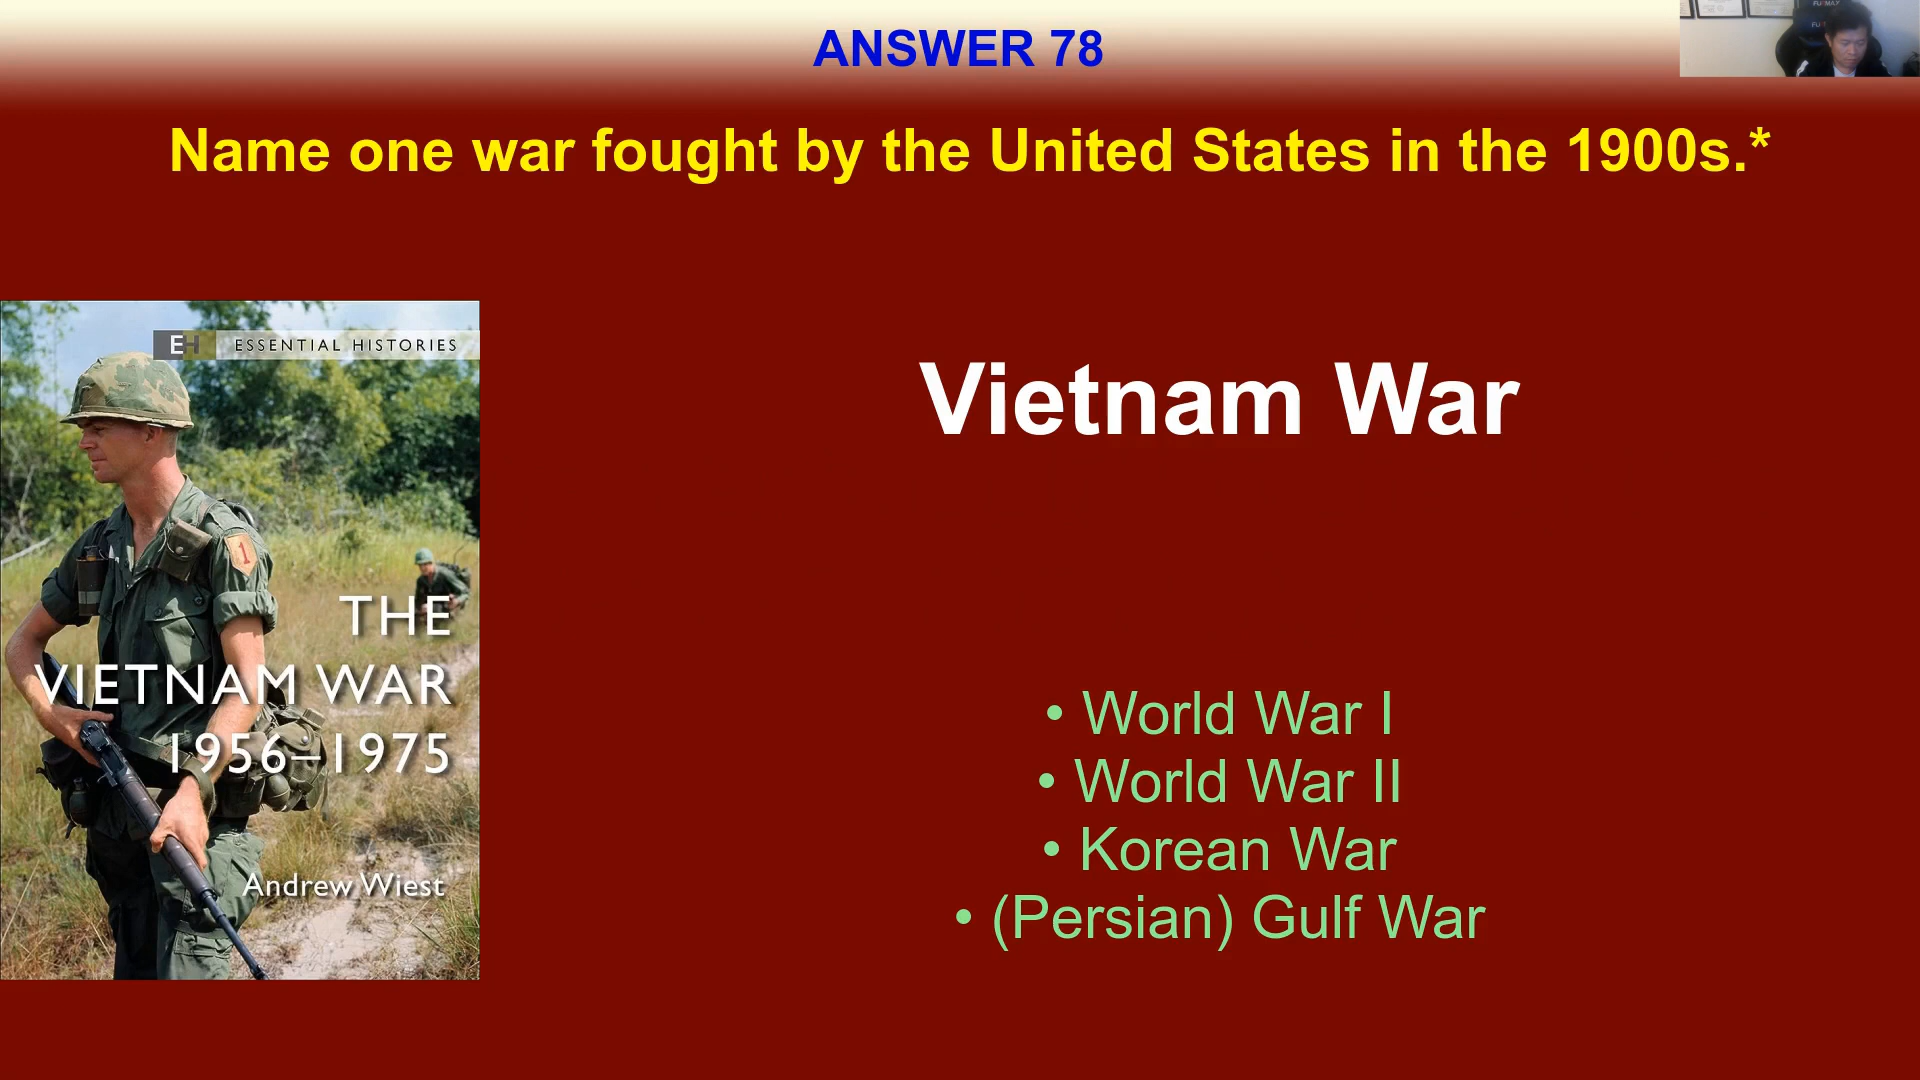 ANSWER 78
Name one war fought by the United States in the 1900s.*
EH ESSENTIAL HISTORIES
THE
VIETNAM WAR
1956–1975
Andrew Wiest
Vietnam War
• World War I
• World War II
• Korean War
• (Persian) Gulf War